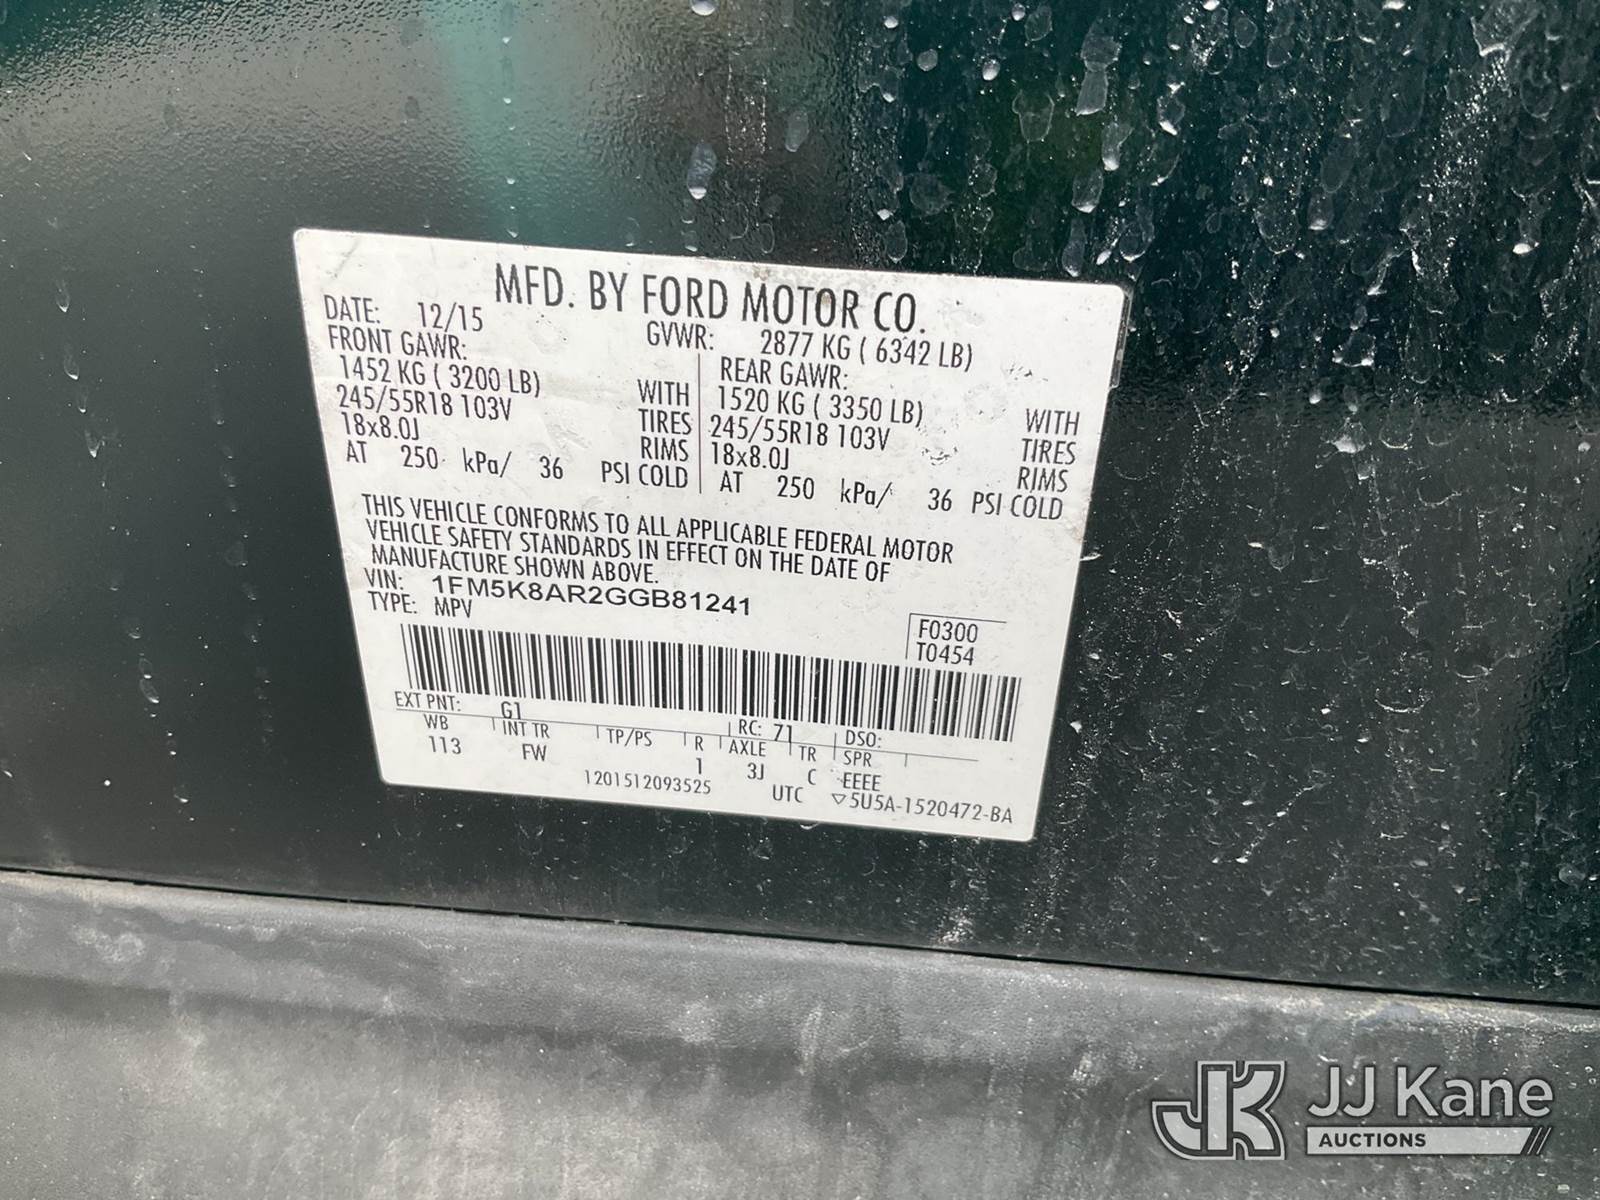 MFD. BY FORD MOTOR CO.
DATE: 12/15 GVWR: 2877 KG ( 6342 LB)
FRONT GAWR: REAR GAWR:
1452 KG ( 3200 LB) WITH 1520 KG ( 3350 LB) WITH
245/55R18 103V TIRES 245/55R18 103V TIRES
18x8.0J RIMS 18x8.0J RIMS
AT 250 kPa/ 36 PSI COLD AT 250 kPa/ 36 PSI COLD
THIS VEHICLE CONFORMS TO ALL APPLICABLE FEDERAL MOTOR
VEHICLE SAFETY STANDARDS IN EFFECT ON THE DATE OF
MANUFACTURE SHOWN ABOVE.
VIN: 1FM5K8AR2GGB81241
TYPE: MPV
F0300
T0454
EXT PNT: G1 RC: 71 DSO:
WB INT TR TP/PS R AXLE TR SPR
113 FW 1 3J C EEEE
1201512093525 UTC ▽5U5A-1520472-BA
JK JJ Kane
AUCTIONS